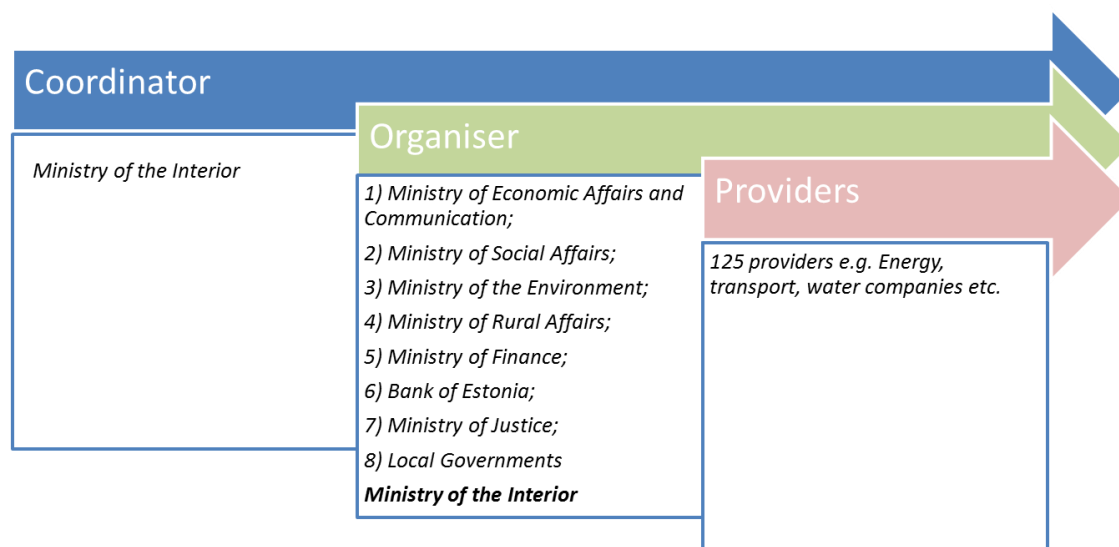 Coordinator
Ministry of the Interior
Organiser
1) Ministry of Economic Affairs and
Communication;
2) Ministry of Social Affairs;
3) Ministry of the Environment;
4) Ministry of Rural Affairs;
5) Ministry of Finance;
6) Bank of Estonia;
7) Ministry of Justice;
8) Local Governments
Ministry of the Interior
Providers
125 providers e.g. Energy,
transport, water companies etc.